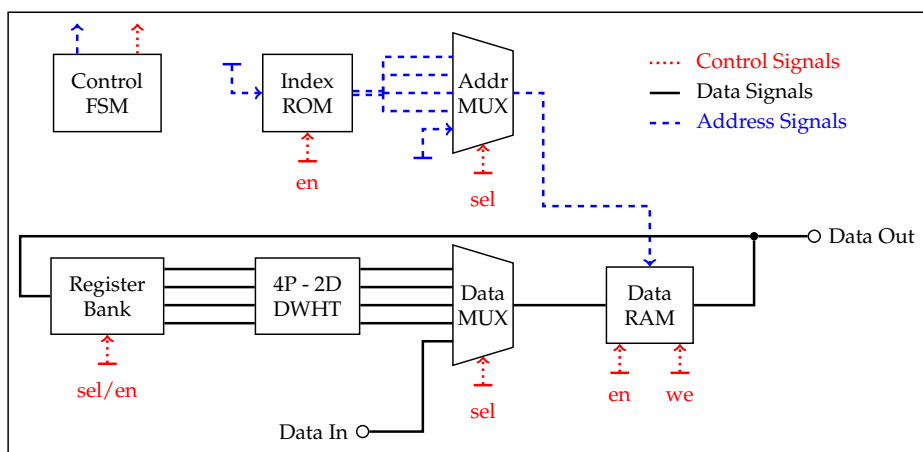 Control
FSM
Index
ROM
en
Addr
MUX
sel
Control Signals
Data Signals
Address Signals
Data Out
Register
Bank
sel/en
4P - 2D
DWHT
Data
MUX
sel
Data
RAM
en
we
Data In